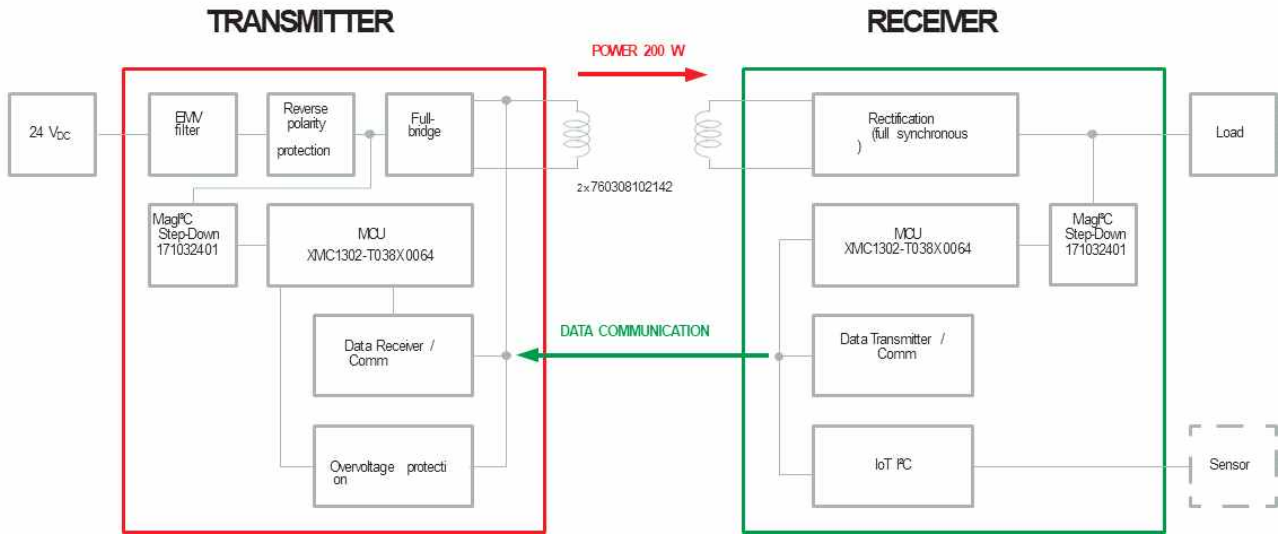 TRANSMITTER
RECEIVER
POWER 200 W
24 VDC
EMV
filter
Reverse
polarity
protection
Full-
bridge
Rectification
(full synchronous
)
Load
2x760308102142
MagI³C
Step-Down
171032401
MCU
XMC1302-T038X0064
MCU
XMC1302-T038X0064
MagI³C
Step-Down
171032401
DATA COMMUNICATION
Data Receiver /
Comm
Data Transmitter /
Comm
Overvoltage protecti
on
IoT I²C
Sensor